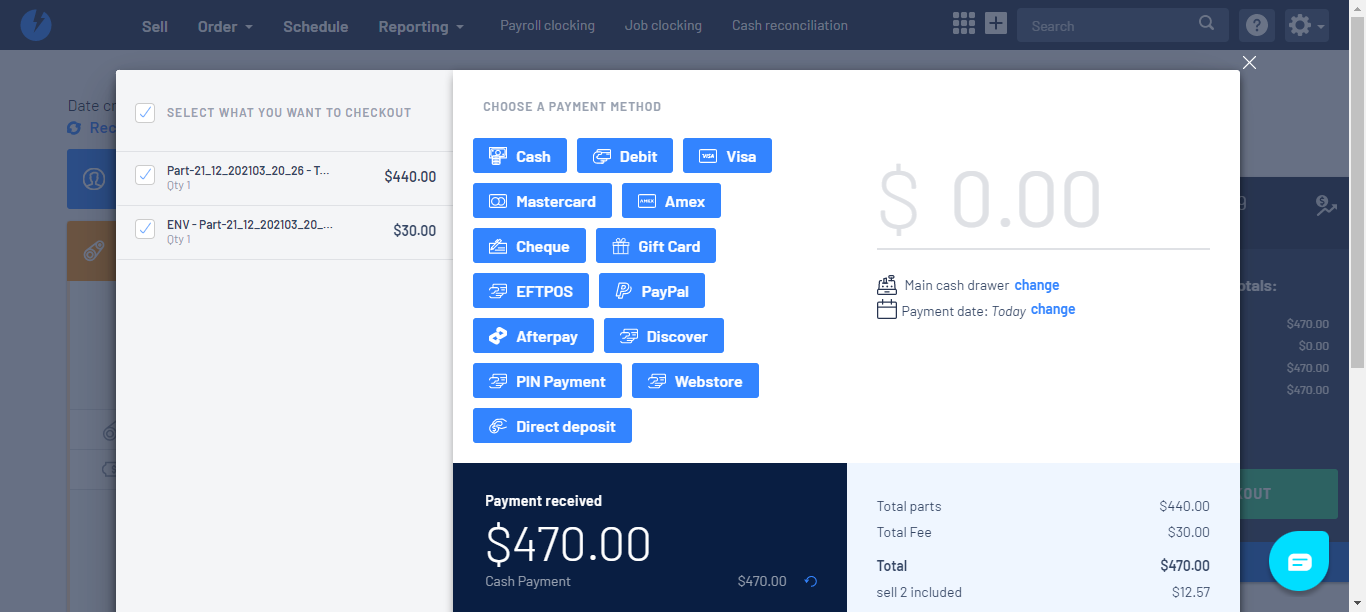 Sell Order Schedule Reporting Payroll clocking Job clocking Cash reconciliation Search
Date cr
Rec
SELECT WHAT YOU WANT TO CHECKOUT
Part-21_12_202103_20_26 - T... $440.00
Qty 1
ENV - Part-21_12_202103_20_... $30.00
Qty 1
CHOOSE A PAYMENT METHOD
Cash Debit VISA Visa
Mastercard AMEX Amex
Cheque Gift Card
EFTPOS PayPal
Afterpay Discover
PIN Payment Webstore
Direct deposit
$ 0.00
Main cash drawer change
Payment date: Today change
Payment received
$470.00
Cash Payment $470.00
Total parts $440.00
Total Fee $30.00
Total $470.00
sell 2 included $12.57
9
otals:
$470.00
$0.00
$470.00
$470.00
KOUT